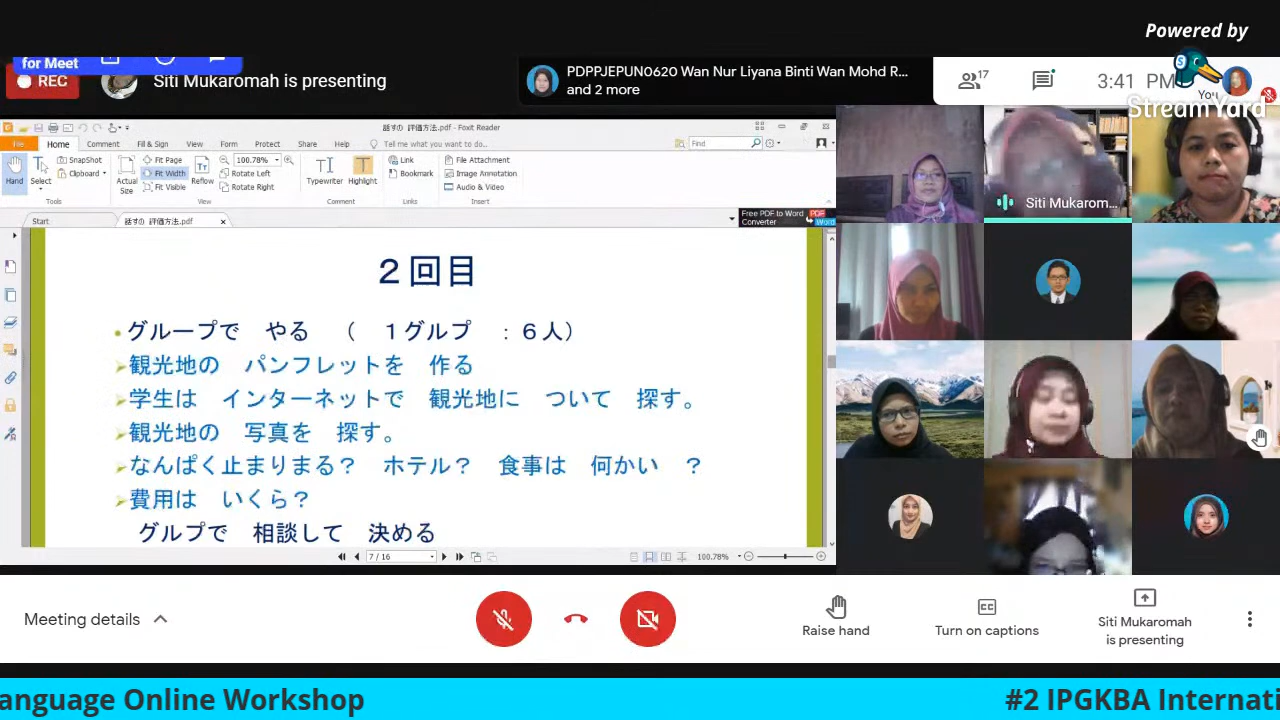 Powered by
for Meet
REC
Siti Mukaromah is presenting
PDPPJEPUN0620 Wan Nur Liyana Binti Wan Mohd R...
and 2 more
17
3:41 PM
You
StreamYard
話すの 評価方法.pdf - Foxit Reader
File Home Comment Fill & Sign View Form Protect Share Help Tell me what you want to do... Find
Hand
Select
SnapShot
Clipboard
Actual Size
Fit Page
Fit Width
Fit Visible
Reflow
100.78%
Rotate Left
Rotate Right
Typewriter
Highlight
Link
Bookmark
File Attachment
Image Annotation
Audio & Video
Tools View Comment Links Insert
Start
話すの 評価方法.pdf
Free PDF to Word Converter
２回目
グループで やる （ １グルプ ：６人）
観光地の パンフレットを 作る
学生は インターネットで 観光地に ついて 探す。
観光地の 写真を 探す。
なんぱく止まりまる？ ホテル？ 食事は 何かい ？
費用は いくら？
グルプで 相談して 決める
7 / 16
100.78%
Siti Mukarom...
Meeting details
Raise hand
Turn on captions
Siti Mukaromah is presenting
anguage Online Workshop
#2 IPGKBA Internati